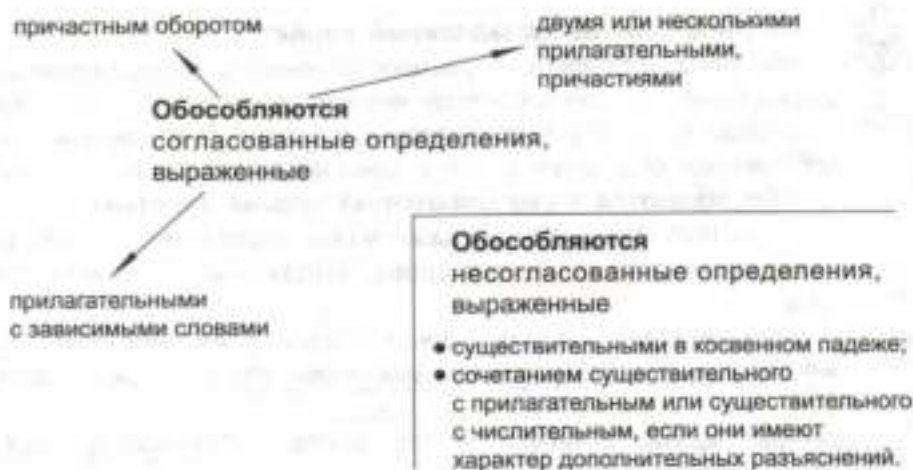 причастным оборотом
двумя или несколькими
прилагательными,
причастиями
Обособляются
согласованные определения,
выраженные
прилагательными
с зависимыми словами
Обособляются
несогласованные определения,
выраженные
• существительными в косвенном падеже;
• сочетанием существительного
с прилагательным или существительного
с числительным, если они имеют
характер дополнительных разъяснений.